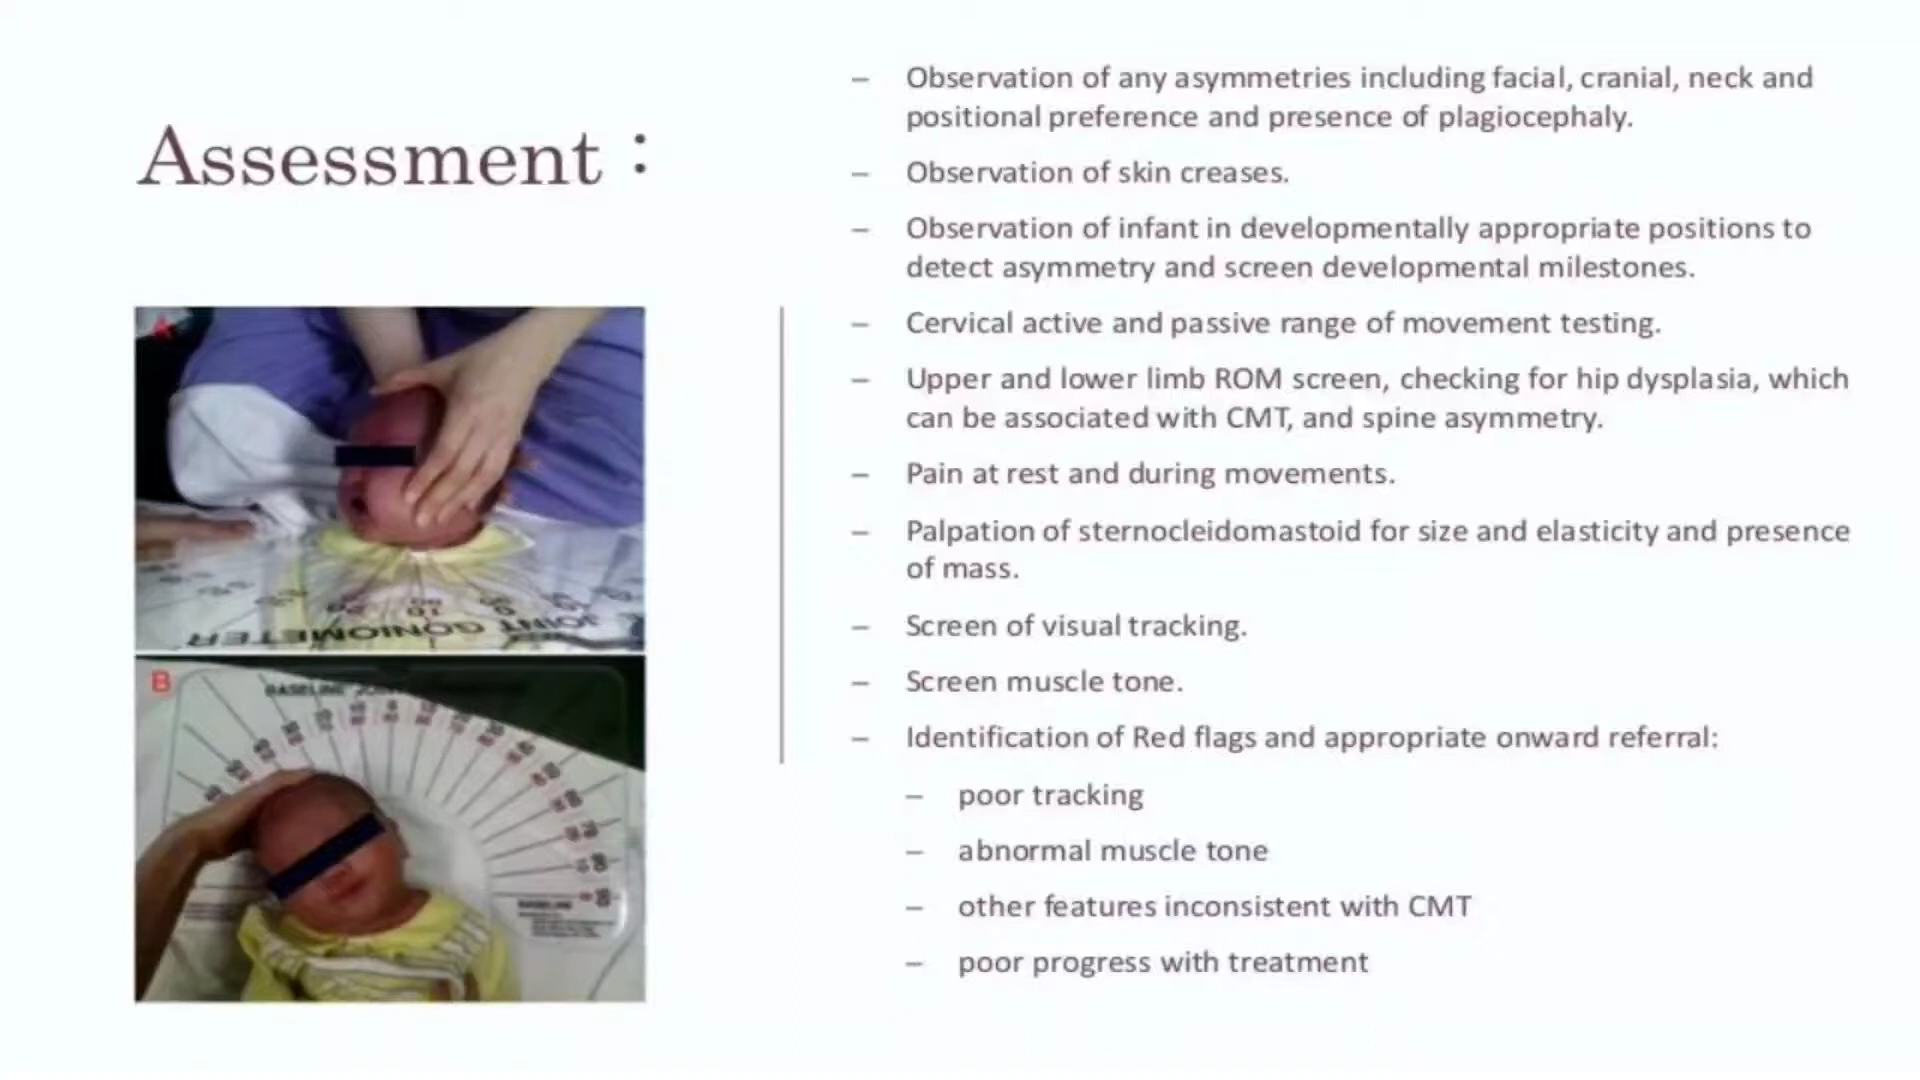 Assessment :
– Observation of any asymmetries including facial, cranial, neck and
positional preference and presence of plagiocephaly.
– Observation of skin creases.
– Observation of infant in developmentally appropriate positions to
detect asymmetry and screen developmental milestones.
– Cervical active and passive range of movement testing.
– Upper and lower limb ROM screen, checking for hip dysplasia, which
can be associated with CMT, and spine asymmetry.
– Pain at rest and during movements.
– Palpation of sternocleidomastoid for size and elasticity and presence
of mass.
– Screen of visual tracking.
– Screen muscle tone.
– Identification of Red flags and appropriate onward referral:
– poor tracking
– abnormal muscle tone
– other features inconsistent with CMT
– poor progress with treatment
A
JOINT GONIOMETER
B
BASELINE
BASELINE